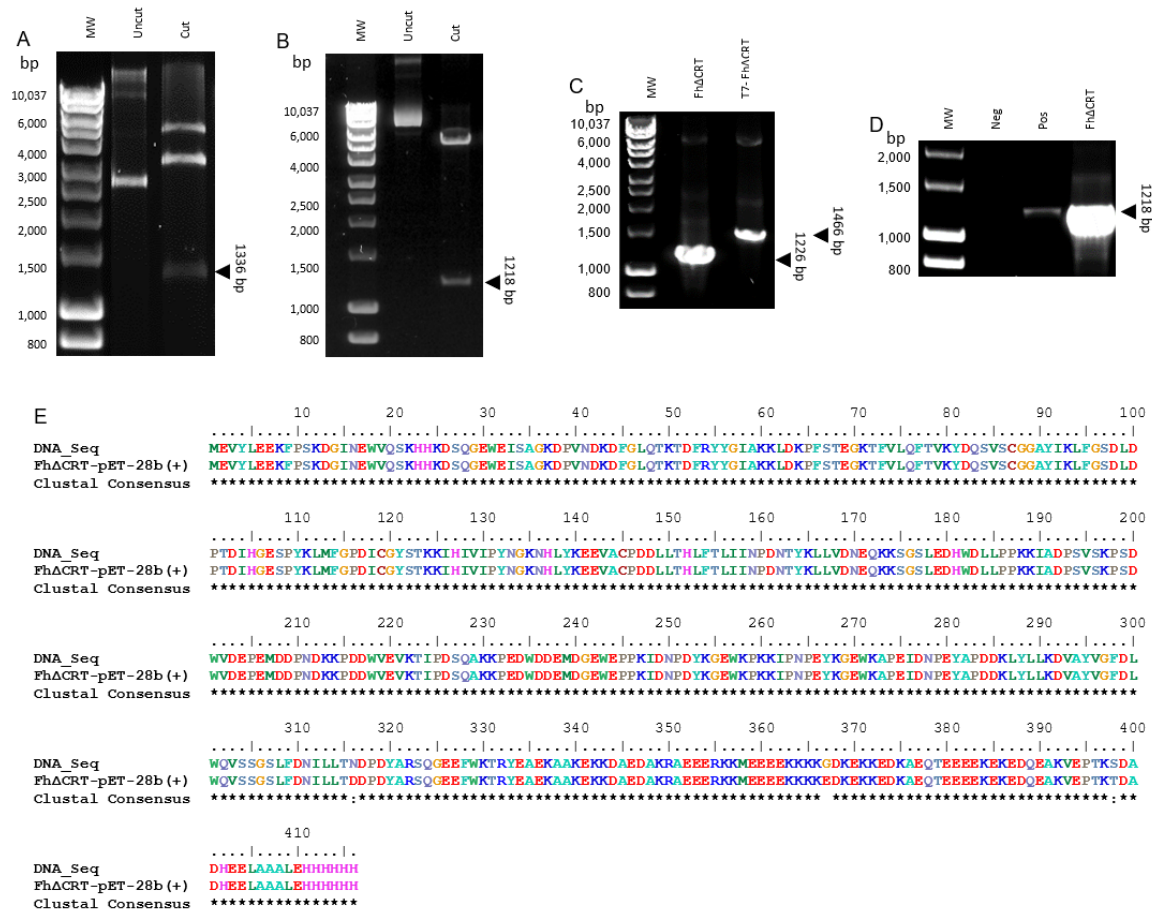 A
bp
MW
Uncut
Cut
10,037
6,000
4,000
3,000
2,500
2,000
1,500
1,000
800
1336 bp
B
bp
MW
Uncut
Cut
10,037
6,000
4,000
2,500
2,000
1,500
1,000
800
1218 bp
C
bp
MW
FhΔCRT
T7- FhΔCRT
10,037
6,000
4,000
2,500
2,000
1,500
1,000
800
1466 bp
1226 bp
D
bp
MW
Neg
Pos
FhΔCRT
2,000
1,500
1,000
800
1218 bp
E
10 20 30 40 50 60 70 80 90 100
DNA_Seq MEVYLEEKFPSKDGINEWVQSKHHKDSQGEWEISAGKDPVNDKDFGLQTKTDFRYYGIAKKLDKPFSTEGKTFVLQFTVKYDQSVSCGGAYIKLFGSDLD
FhΔCRT-pET-28b(+) MEVYLEEKFPSKDGINEWVQSKHHKDSQGEWEISAGKDPVNDKDFGLQTKTDFRYYGIAKKLDKPFSTEGKTFVLQFTVKYDQSVSCGGAYIKLFGSDLD
Clustal Consensus ****************************************************************************************************
110 120 130 140 150 160 170 180 190 200
DNA_Seq PTDIHGESPYKLMFGPDICGYSTKKIHIVIPYNGKNHLYKEEVACPDDLLTHLFTLIINPDNTYKLLVDNEQKKSGSLEDHWDLLPPKKIADPSVSKPSD
FhΔCRT-pET-28b(+) PTDIHGESPYKLMFGPDICGYSTKKIHIVIPYNGKNHLYKEEVACPDDLLTHLFTLIINPDNTYKLLVDNEQKKSGSLEDHWDLLPPKKIADPSVSKPSD
Clustal Consensus ****************************************************************************************************
210 220 230 240 250 260 270 280 290 300
DNA_Seq WVDEPEMDDPNDKKPDDWVEVKTIPDSQAKKPEDWDDEMDGEWEPPKIDNPDYKGEWKPKKIPNPEYKGEWKAPEIDNPEYAPDDKLYLLKDVAYVGFDL
FhΔCRT-pET-28b(+) WVDEPEMDDPNDKKPDDWVEVKTIPDSQAKKPEDWDDEMDGEWEPPKIDNPDYKGEWKPKKIPNPEYKGEWKAPEIDNPEYAPDDKLYLLKDVAYVGFDL
Clustal Consensus ****************************************************************************************************
310 320 330 340 350 360 370 380 390 400
DNA_Seq WQVSSGSLFDNILLTNDPDYARSQGEEFWKTRYEAEKAAKEKKDAEDAKRAEEERKKMEEEEKKKKGDKEKKEDKAEQTEEEEKEKEDQEAKVEPTKSDA
FhΔCRT-pET-28b(+) WQVSSGSLFDNILLTDDPDYARSQGEEFWKTRYEAEKAAKEKKDAEDAKRAEEERKKMEEEEKKKKEDKEKKEDKAEQTEEEEKEKEDQEAKVEPTKTDA
Clustal Consensus ***************:************************************************** ******************************:**
410
DNA_Seq DHEELAAALEHHHHHH
FhΔCRT-pET-28b(+) DHEELAAALEHHHHHH
Clustal Consensus ****************